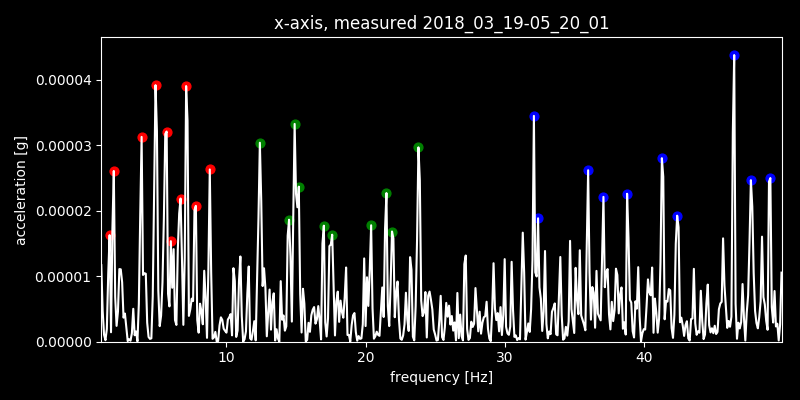 x-axis, measured 2018_03_19-05_20_01
0.00004
0.00003
0.00002
0.00001
0.00000
acceleration [g]
10 20 30 40
frequency [Hz]